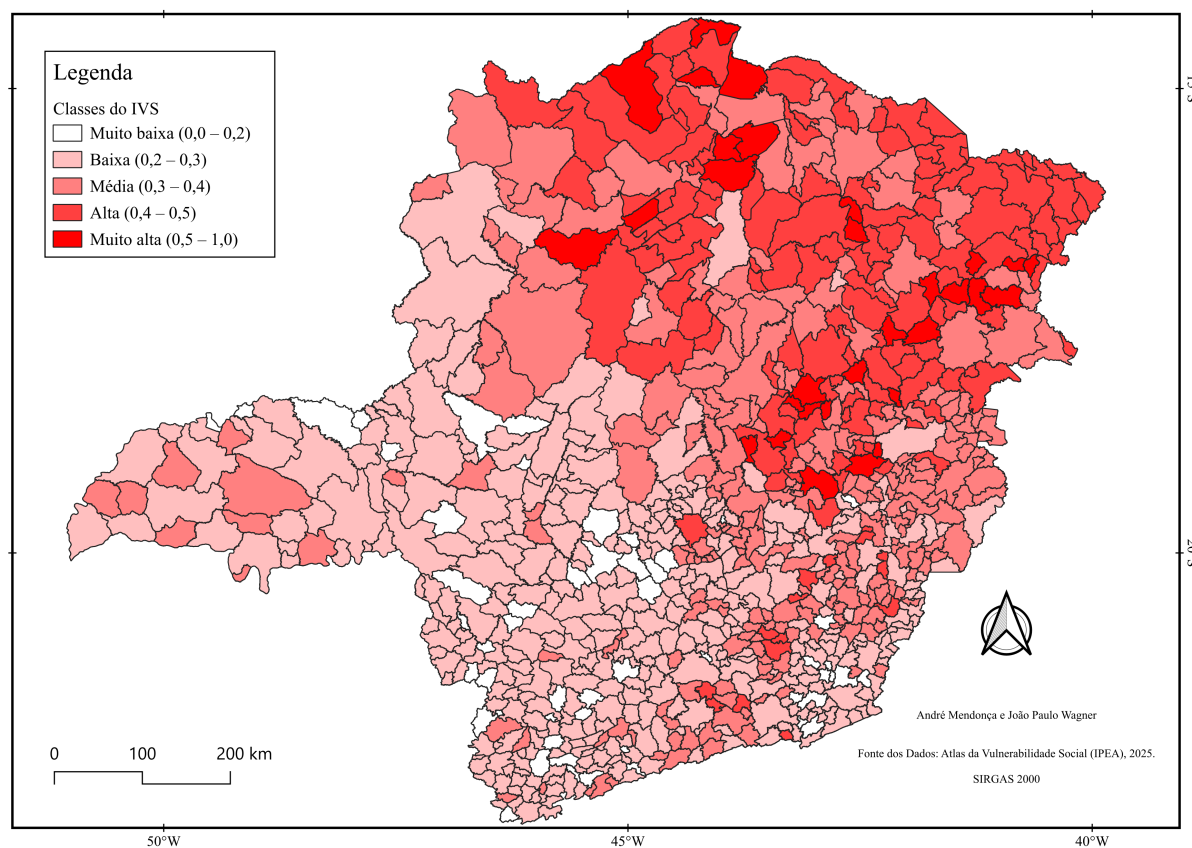 Legenda
Classes do IVS
Muito baixa (0,0 – 0,2)
Baixa (0,2 – 0,3)
Média (0,3 – 0,4)
Alta (0,4 – 0,5)
Muito alta (0,5 – 1,0)
André Mendonça e João Paulo Wagner
0 100 200 km
Fonte dos Dados: Atlas da Vulnerabilidade Social (IPEA), 2025.
SIRGAS 2000
50°W 45°W 40°W